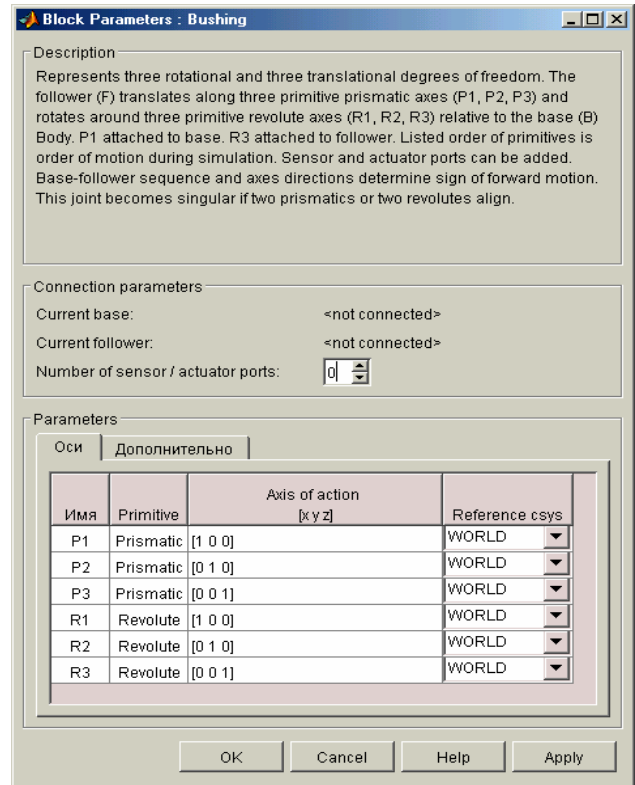 Block Parameters : Bushing
Description
Represents three rotational and three translational degrees of freedom. The
follower (F) translates along three primitive prismatic axes (P1, P2, P3) and
rotates around three primitive revolute axes (R1, R2, R3) relative to the base (B)
Body. P1 attached to base. R3 attached to follower. Listed order of primitives is
order of motion during simulation. Sensor and actuator ports can be added.
Base-follower sequence and axes directions determine sign of forward motion.
This joint becomes singular if two prismatics or two revolutes align.
Connection parameters
Current base: <not connected>
Current follower: <not connected>
Number of sensor / actuator ports: 0
Parameters
Оси Дополнительно
Имя Primitive Axis of action [x y z] Reference csys
P1 Prismatic [1 0 0] WORLD
P2 Prismatic [0 1 0] WORLD
P3 Prismatic [0 0 1] WORLD
R1 Revolute [1 0 0] WORLD
R2 Revolute [0 1 0] WORLD
R3 Revolute [0 0 1] WORLD
OK Cancel Help Apply